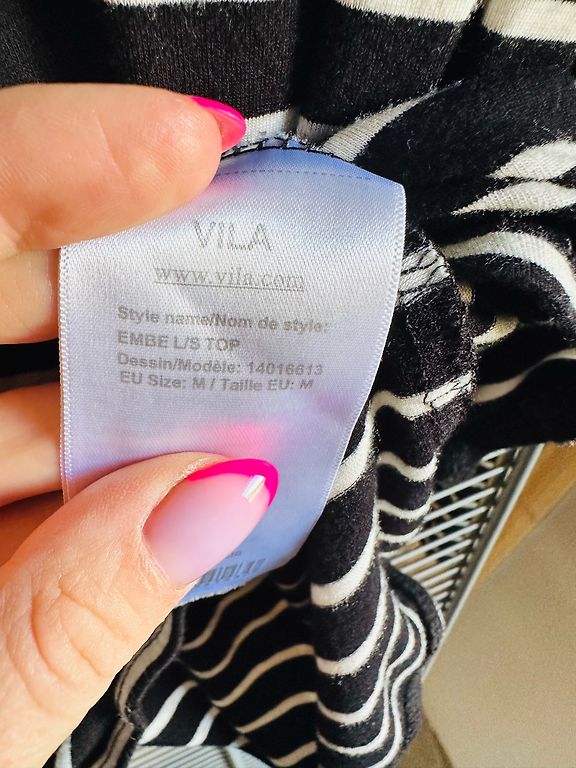 VILA
www.vila.com
Style name/Nom de style:
EMBE L/S TOP
Dessin/Modèle: 14016613
EU Size: M / Taille EU: M